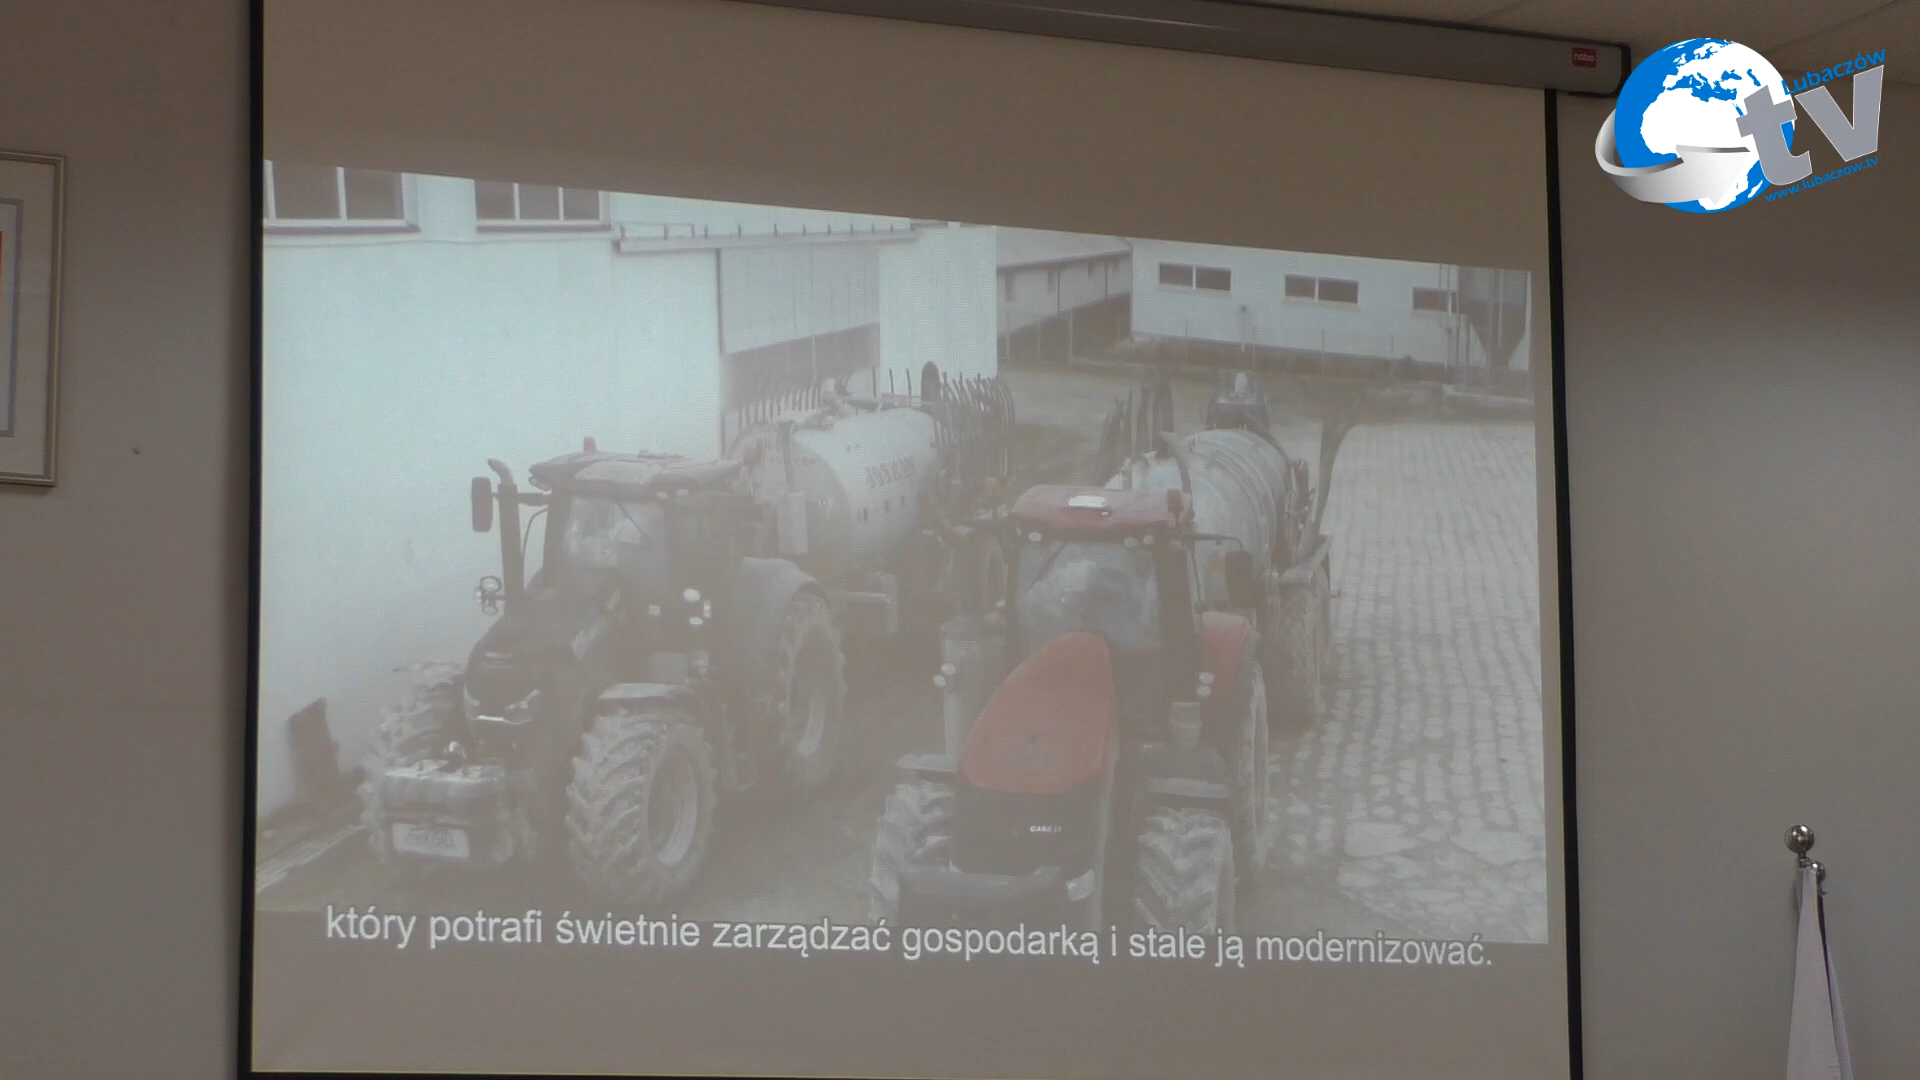 nobo
Lubaczów
tv
www.lubaczow.tv
CASE IH
który potrafi świetnie zarządzać gospodarką i stale ją modernizować.